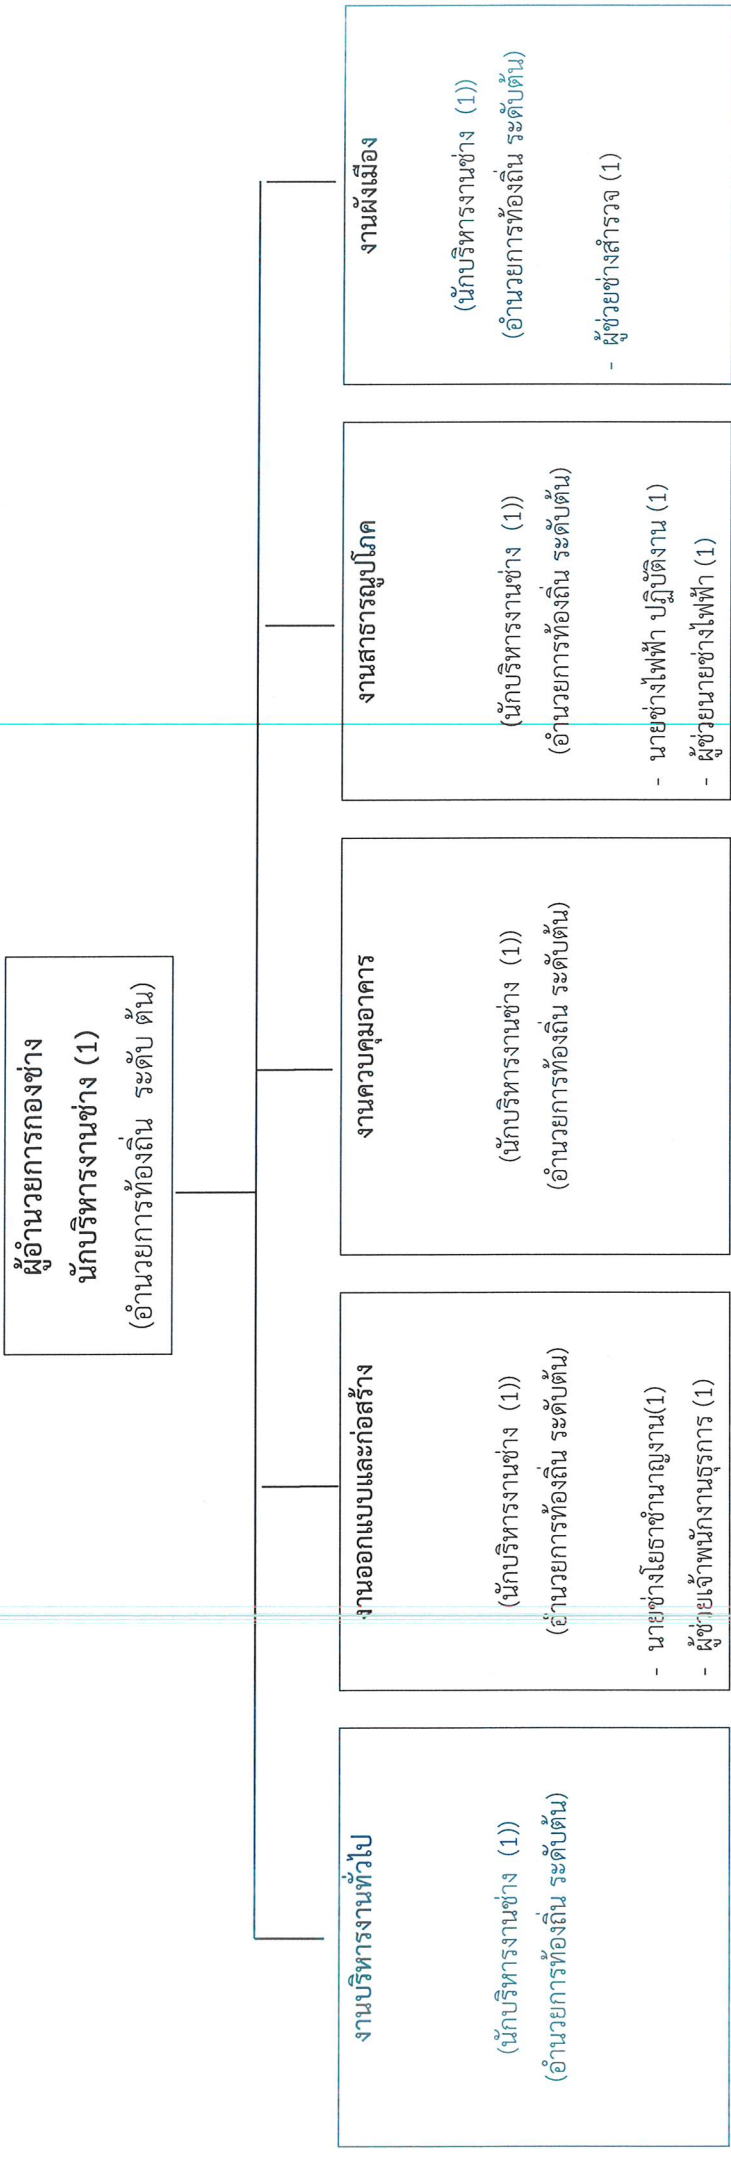 ผู้อำนวยการกองช่าง
นักบริหารงานช่าง (1)
(อำนวยการท้องถิ่น ระดับ ต้น)
งานบริหารงานทั่วไป
(นักบริหารงานช่าง (1))
(อำนวยการท้องถิ่น ระดับต้น)
งานออกแบบและก่อสร้าง
(นักบริหารงานช่าง (1))
(อำนวยการท้องถิ่น ระดับต้น)
- นายช่างโยธาชำนาญงาน(1)
- ผู้ช่วยเจ้าพนักงานธุรการ (1)
งานควบคุมอาคาร
(นักบริหารงานช่าง (1))
(อำนวยการท้องถิ่น ระดับต้น)
งานสาธารณูปโภค
(นักบริหารงานช่าง (1))
(อำนวยการท้องถิ่น ระดับต้น)
- นายช่างไฟฟ้า ปฏิบัติงาน (1)
- ผู้ช่วยนายช่างไฟฟ้า (1)
งานผังเมือง
(นักบริหารงานช่าง (1))
(อำนวยการท้องถิ่น ระดับต้น)
- ผู้ช่วยช่างสำรวจ (1)